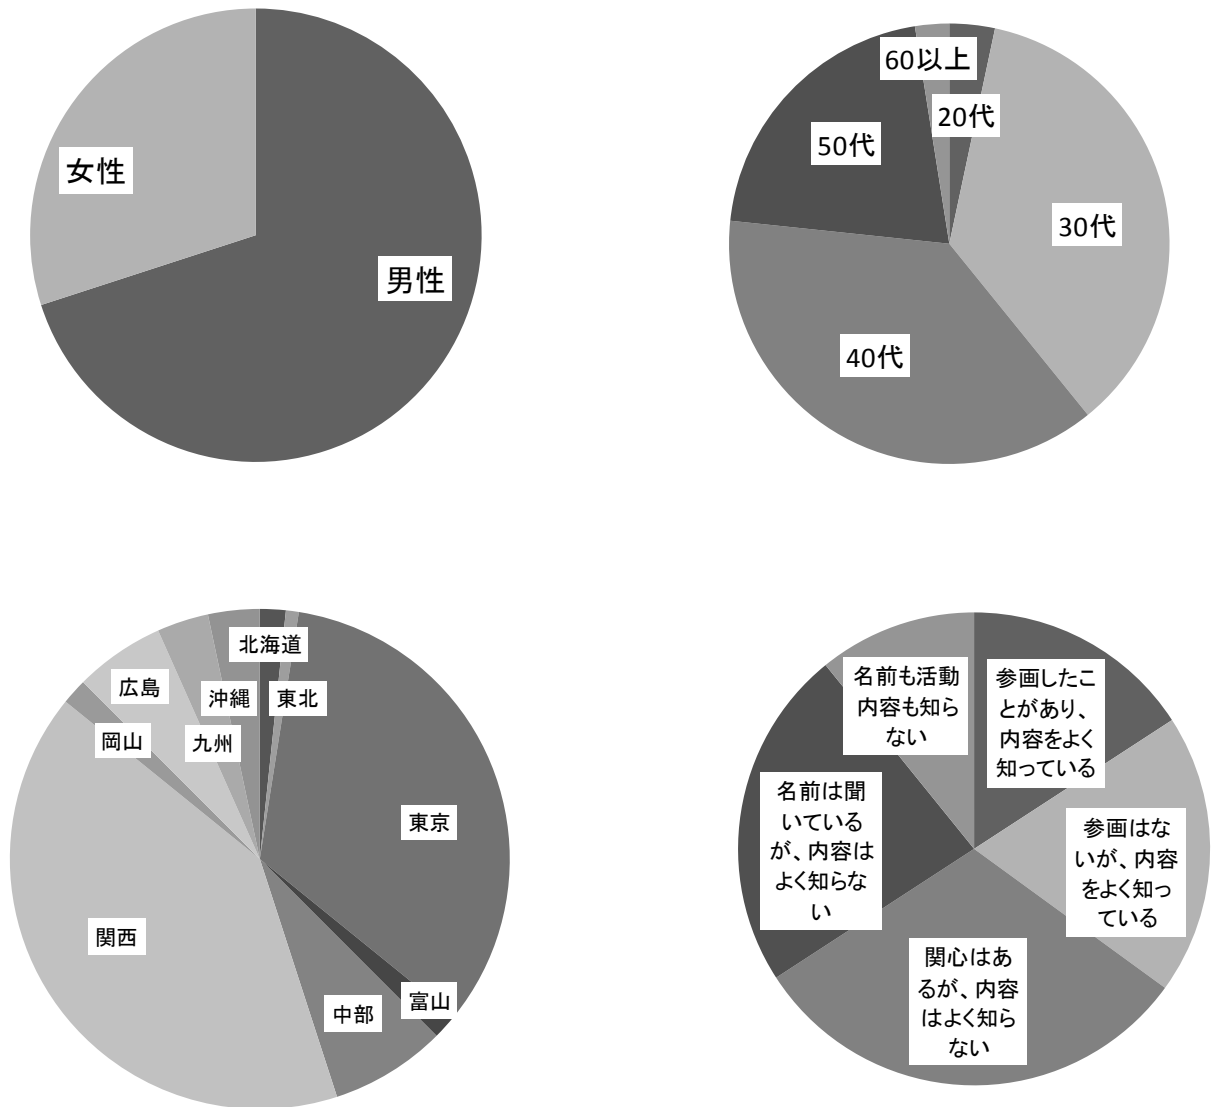 女性
男性
60以上
20代
50代
30代
40代
北海道
東北
広島
沖縄
岡山
九州
東京
関西
富山
中部
参画したこ
とがあり、
内容をよく
知っている
名前も活動
内容も知ら
ない
名前は聞
いている
が、内容は
よく知らな
い
参画はな
いが、内容
をよく知っ
ている
関心はあ
るが、内容
はよく知ら
ない